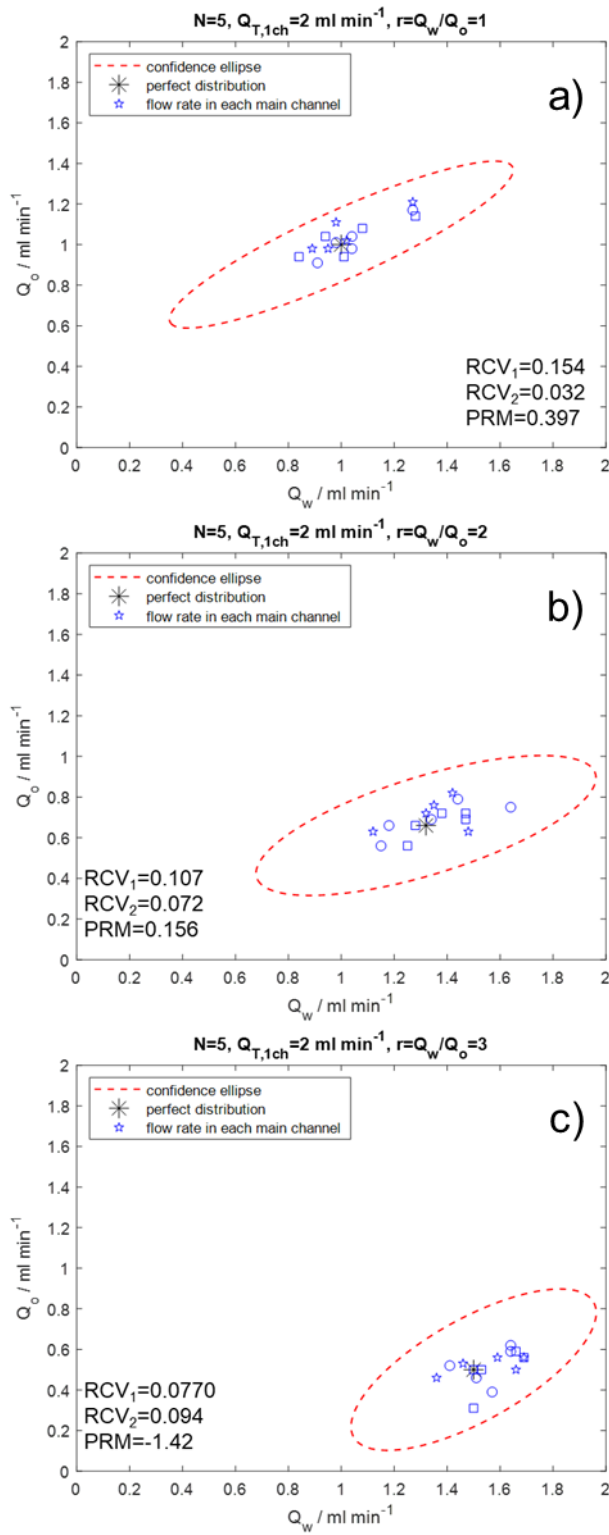 N=5, Q_T,1ch=2 ml min⁻¹, r=Q_w/Q_o=1
2
1.8
1.6
1.4
1.2
1
0.8
0.6
0.4
0.2
0
confidence ellipse
perfect distribution
flow rate in each main channel
a)
Q_o / ml min⁻¹
RCV₁=0.154
RCV₂=0.032
PRM=0.397
0 0.2 0.4 0.6 0.8 1 1.2 1.4 1.6 1.8 2
Q_w / ml min⁻¹
N=5, Q_T,1ch=2 ml min⁻¹, r=Q_w/Q_o=2
2
1.8
1.6
1.4
1.2
1
0.8
0.6
0.4
0.2
0
confidence ellipse
perfect distribution
flow rate in each main channel
b)
Q_o / ml min⁻¹
RCV₁=0.107
RCV₂=0.072
PRM=0.156
0 0.2 0.4 0.6 0.8 1 1.2 1.4 1.6 1.8 2
Q_w / ml min⁻¹
N=5, Q_T,1ch=2 ml min⁻¹, r=Q_w/Q_o=3
2
1.8
1.6
1.4
1.2
1
0.8
0.6
0.4
0.2
0
confidence ellipse
perfect distribution
flow rate in each main channel
c)
Q_o / ml min⁻¹
RCV₁=0.0770
RCV₂=0.094
PRM=-1.42
0 0.2 0.4 0.6 0.8 1 1.2 1.4 1.6 1.8 2
Q_w / ml min⁻¹